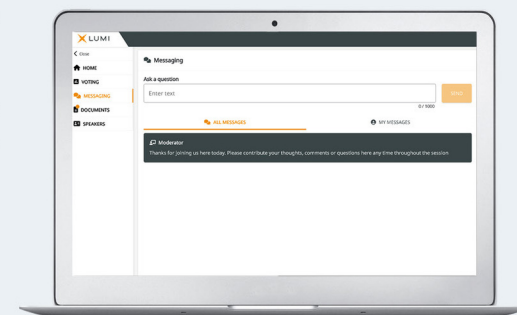 LUMI
Close
HOME
VOTING
MESSAGING
DOCUMENTS
SPEAKERS
Messaging
Ask a question
Enter text
SEND
0 / 1000
ALL MESSAGES
MY MESSAGES
Moderator
Thanks for joining us here today. Please contribute your thoughts, comments or questions here any time throughout the session